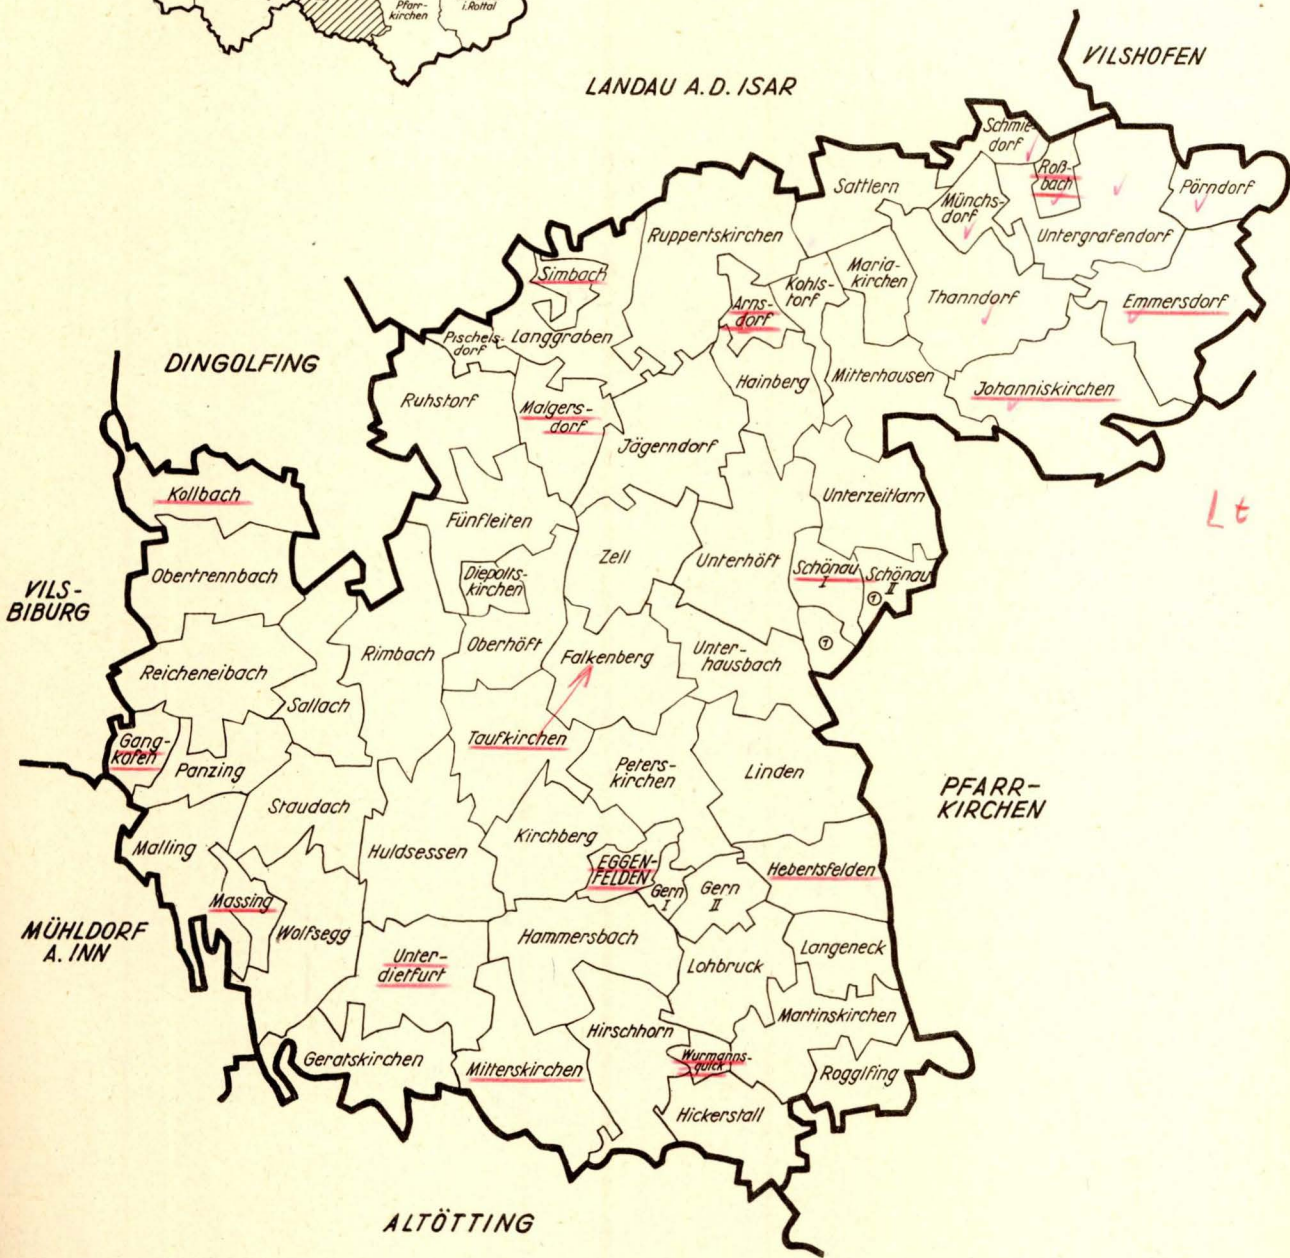 Pfarr-
kirchen
i.Rottal
LANDAU A.D. ISAR
VILSHOFEN
Schmie-
dorf
Roß-
bach
Pörndorf
Sattlern
Münchs-
dorf
Untergrafendorf
Ruppertskirchen
Simbach
Maria-
kirchen
Kohls-
torf
Thanndorf
Emmersdorf
Arns-
dorf
Pischels-
dorf
Langgraben
DINGOLFING
Hainberg
Mitterhausen
Johanniskirchen
Ruhstorf
Malgers-
dorf
Jägerndorf
Kollbach
Unterzeitlarn
Lt
Fünfleiten
Zell
Unterhöft
Schönau
I
Schönau
II
Obertrennbach
Diepolts-
kirchen
VILS-
BIBURG
①
①
Rimbach
Oberhöft
Falkenberg
Unter-
hausbach
Reicheneibach
Sallach
Gang-
kofen
Panzing
Taufkirchen
Peters-
kirchen
Linden
PFARR-
KIRCHEN
Staudach
Malling
Huldsessen
Kirchberg
EGGEN-
FELDEN
Gern
I
Gern
II
Hebertsfelden
Massing
Wolfsegg
MÜHLDORF
A. INN
Unter-
dietfurt
Hammersbach
Lohbruck
Langeneck
Martinskirchen
Hirschhorn
Geratskirchen
Mitterskirchen
Wurmanns-
quick
Rogglfing
Hickerstall
ALTÖTTING